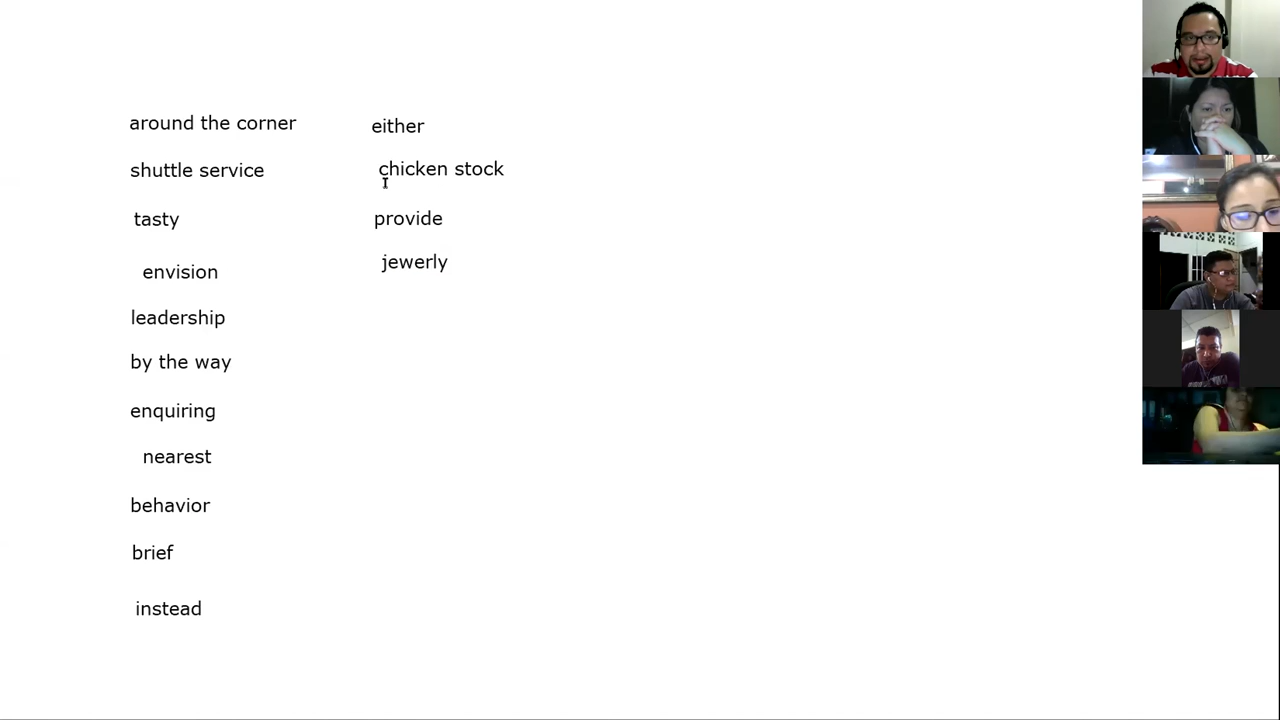 around the corner
shuttle service
tasty
envision
leadership
by the way
enquiring
nearest
behavior
brief
instead
either
chicken stock
provide
jewerly